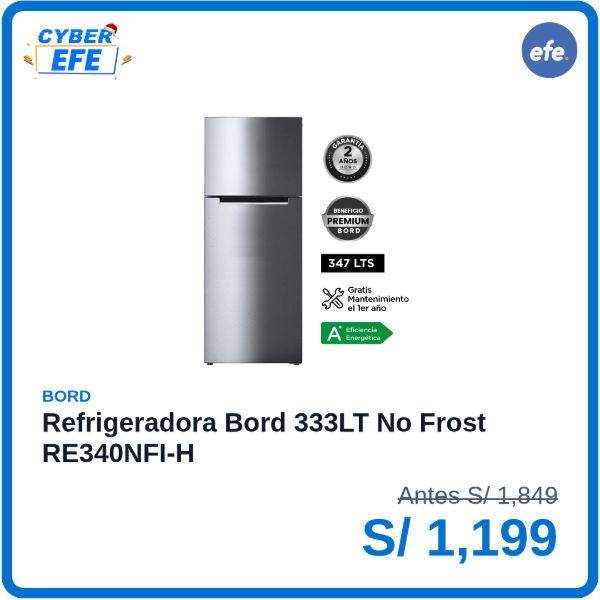 CYBER
EFE
efe.
GARANTÍA
2
AÑOS
BORD
BENEFICIO
PREMIUM
BORD
347 LTS
Gratis
Mantenimiento
el 1er año
A+
Eficiencia
Energética
BORD
Refrigeradora Bord 333LT No Frost
RE340NFI-H
Antes S/ 1,849
S/ 1,199